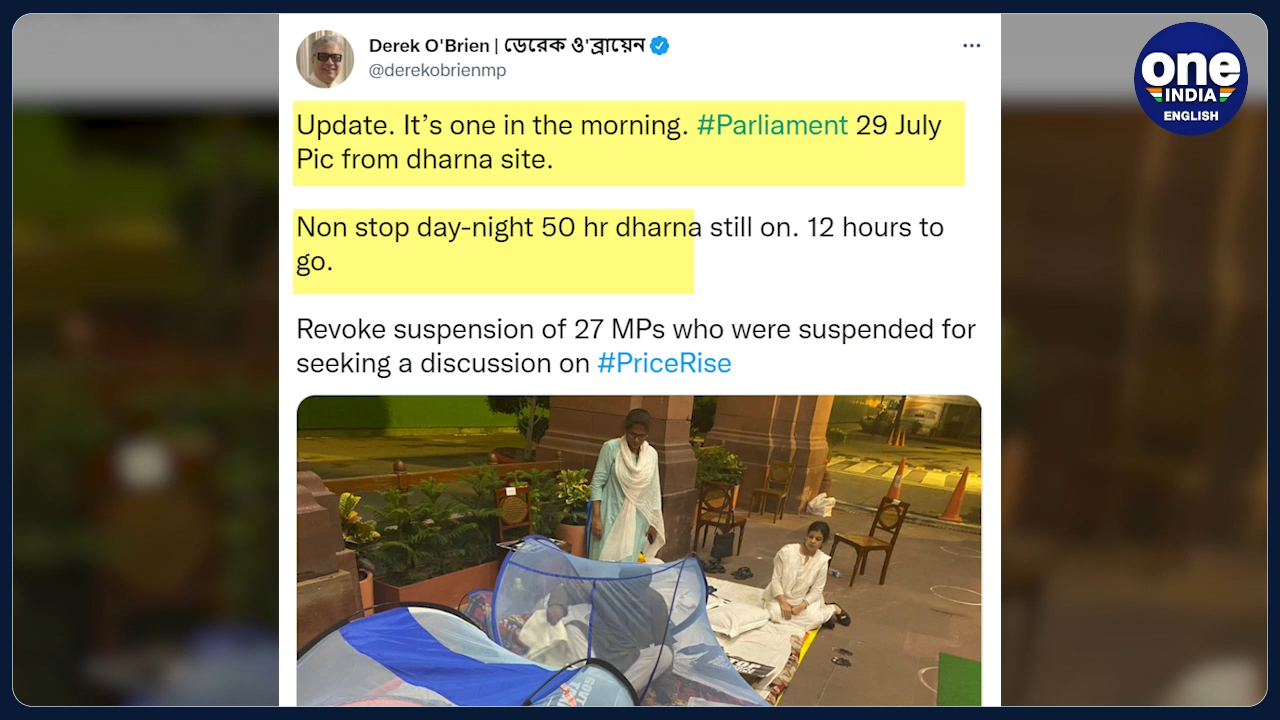 Derek O'Brien | ডেরেক ও'ব্রায়েন
@derekobrienmp
one
INDIA
ENGLISH
Update. It’s one in the morning. #Parliament 29 July
Pic from dharna site.
Non stop day-night 50 hr dharna still on. 12 hours to
go.
Revoke suspension of 27 MPs who were suspended for
seeking a discussion on #PriceRise